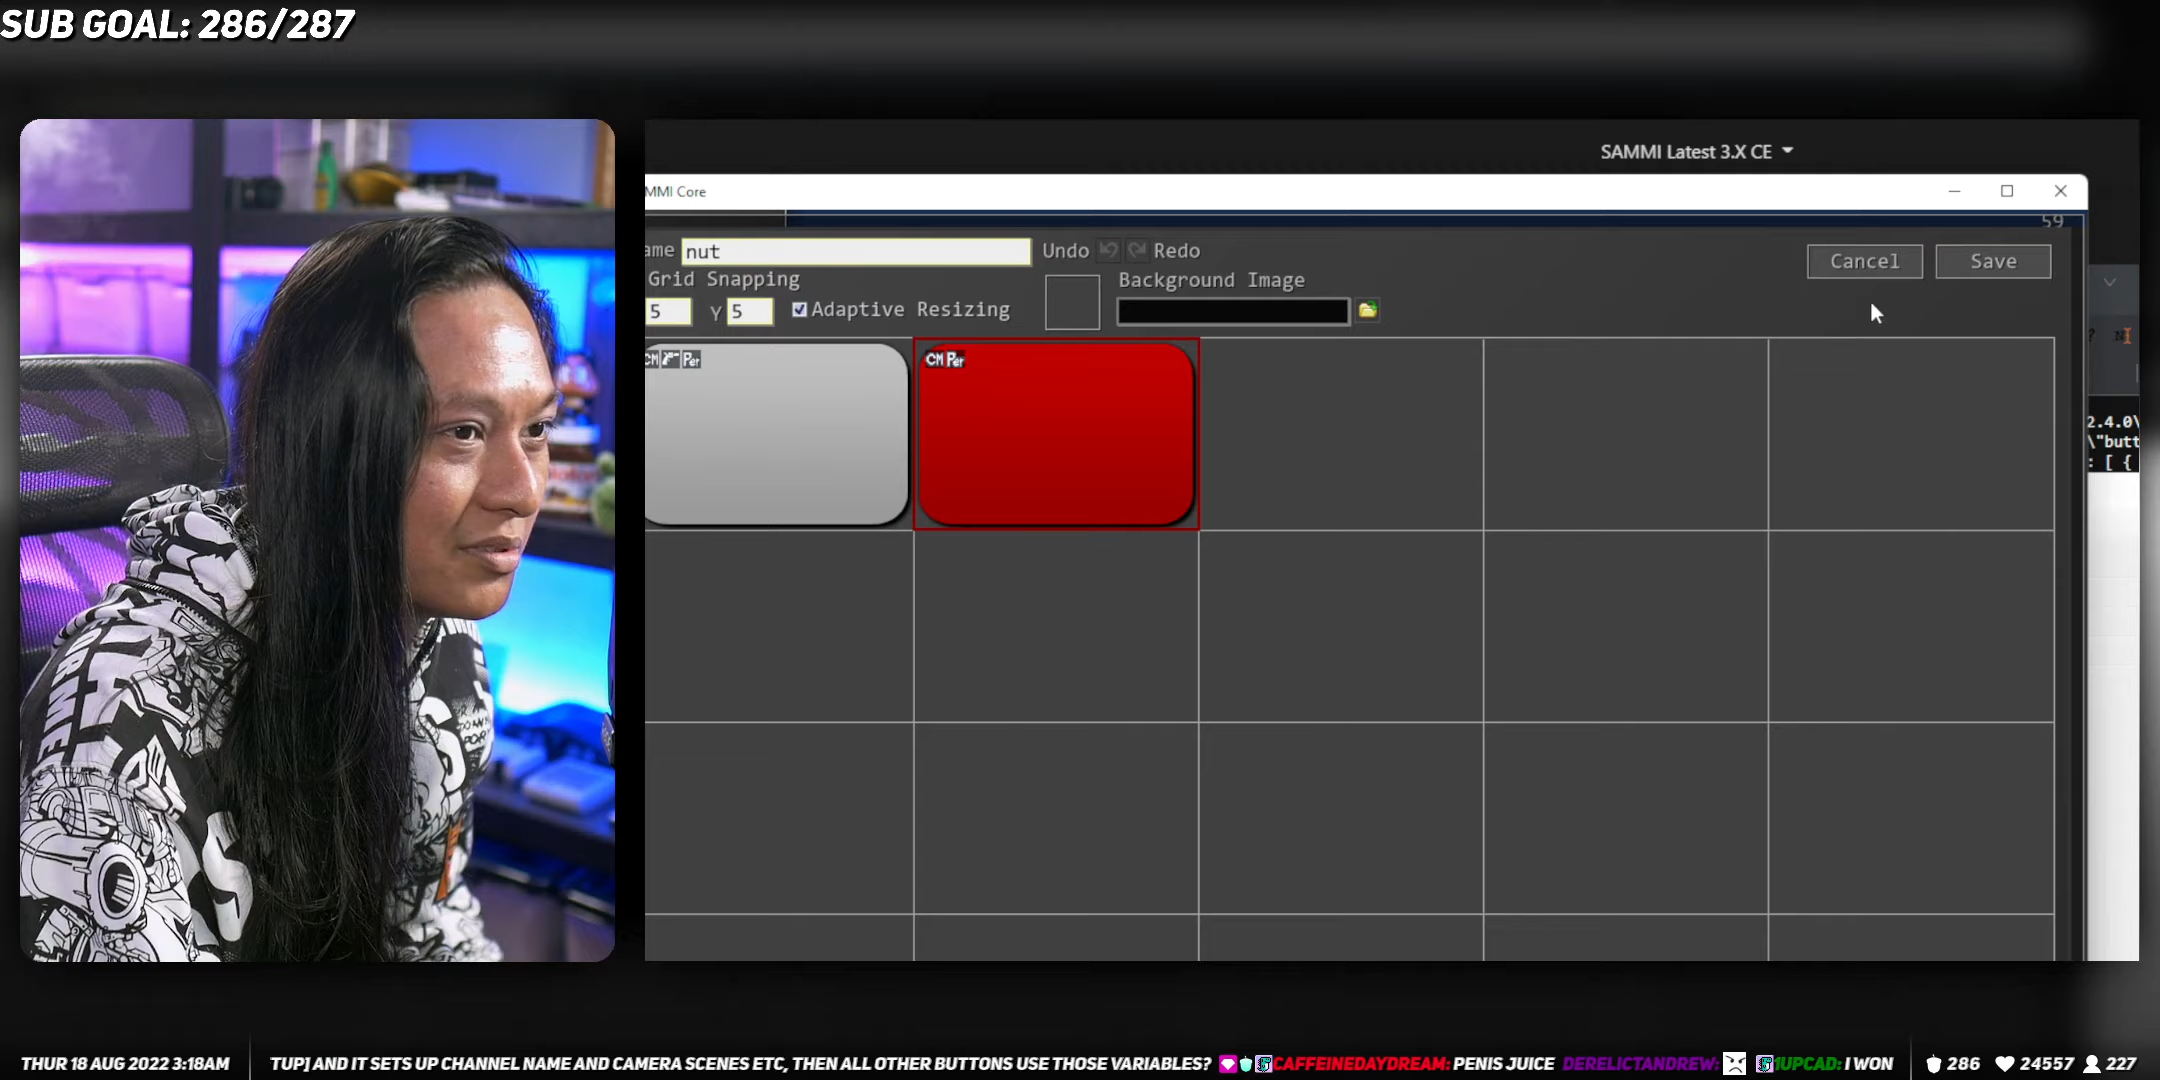 SUB GOAL: 286/287
SAMMI Latest 3.X CE
MMI Core
59
ame nut Undo Redo Cancel Save
Grid Snapping Background Image
5 Y 5 Adaptive Resizing
CM Per CM Per
2.4.0\
\"butt
: [ {
THUR 18 AUG 2022 3:18AM TUP] AND IT SETS UP CHANNEL NAME AND CAMERA SCENES ETC, THEN ALL OTHER BUTTONS USE THOSE VARIABLES? CAFFEINEDAYDREAM: PENIS JUICE DERELICTANDREW: 1UPCAD: I WON 286 24557 227